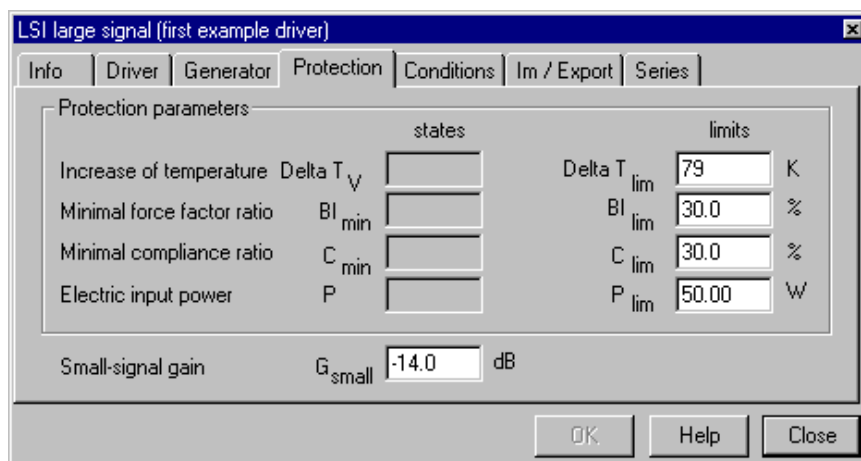 LSI large signal (first example driver)
Info Driver Generator Protection Conditions Im / Export Series
Protection parameters
states limits
Increase of temperature Delta T V Delta T lim 79 K
Minimal force factor ratio Bl min Bl lim 30.0 %
Minimal compliance ratio C min C lim 30.0 %
Electric input power P P lim 50.00 W
Small-signal gain G small -14.0 dB
OK Help Close